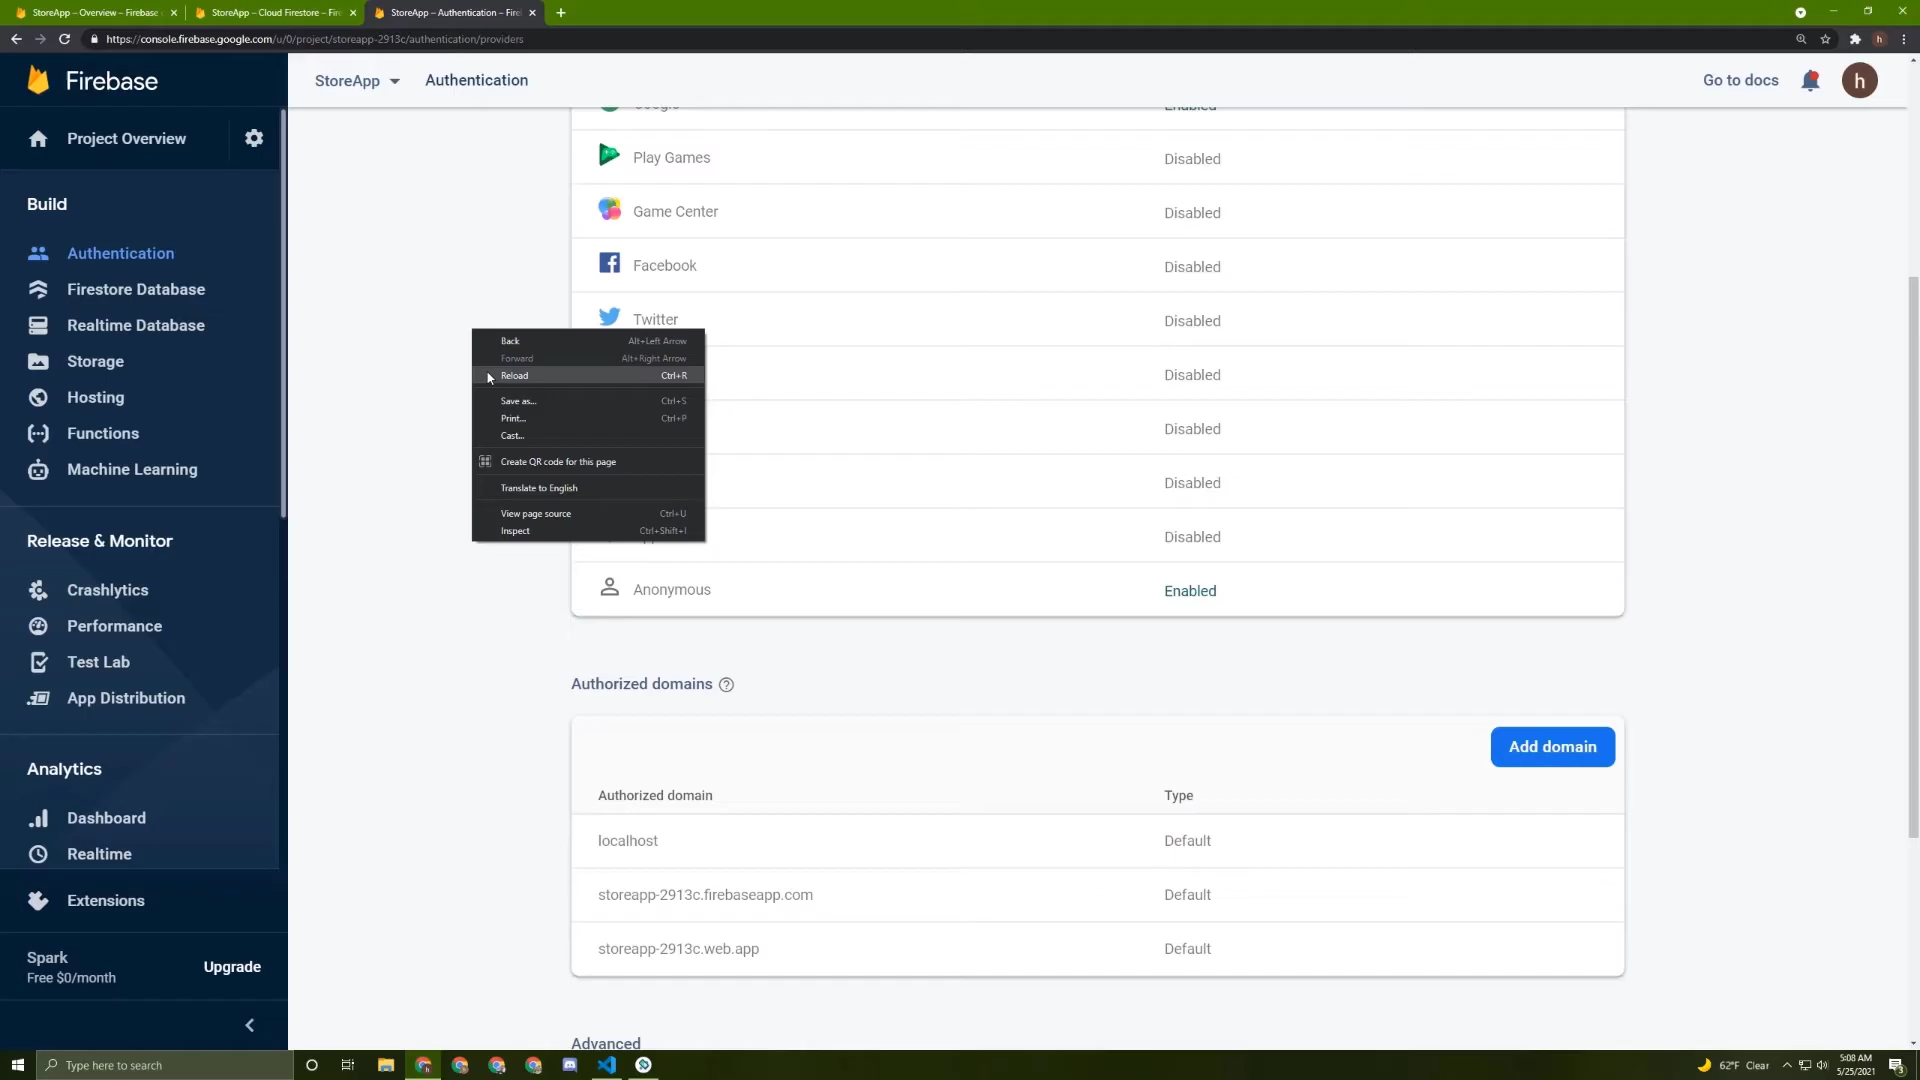 StoreApp – Overview – Firebase
StoreApp – Cloud Firestore – Fire
StoreApp – Authentication – Fire
https://console.firebase.google.com/u/0/project/storeapp-2913c/authentication/providers
h
Firebase
StoreApp
Authentication
Go to docs
h
Project Overview
Build
Authentication
Firestore Database
Realtime Database
Storage
Hosting
Functions
Machine Learning
Release & Monitor
Crashlytics
Performance
Test Lab
App Distribution
Analytics
Dashboard
Realtime
Extensions
Spark
Free $0/month
Upgrade
Google Enabled
Play Games Disabled
Game Center Disabled
Facebook Disabled
Twitter Disabled
Disabled
Disabled
Disabled
Disabled
Anonymous Enabled
Back Alt+Left Arrow
Forward Alt+Right Arrow
Reload Ctrl+R
Save as... Ctrl+S
Print... Ctrl+P
Cast...
Create QR code for this page
Translate to English
View page source Ctrl+U
Inspect Ctrl+Shift+I
Authorized domains
Add domain
Authorized domain Type
localhost Default
storeapp-2913c.firebaseapp.com Default
storeapp-2913c.web.app Default
Advanced
Type here to search
62°F Clear
5:08 AM
5/25/2021
3